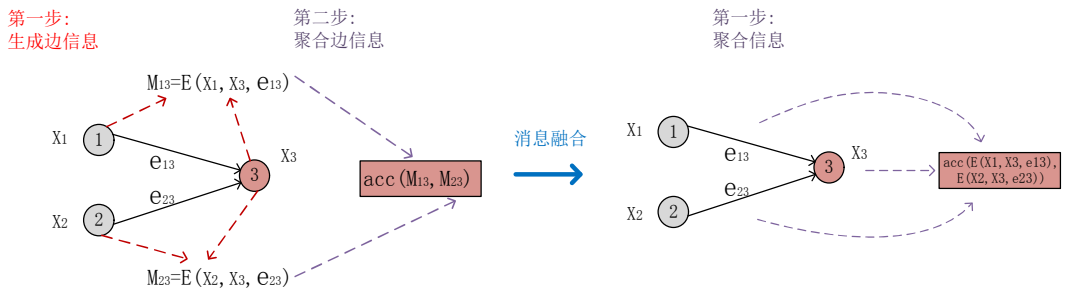 第一步:
生成边信息
第二步:
聚合边信息
第一步:
聚合信息
M13=E(X1, X3, e13)
X1
1
e13
X3
3
e23
X2
2
acc(M13, M23)
M23=E(X2, X3, e23)
消息融合
X1
1
e13
X3
3
e23
X2
2
acc(E(X1, X3, e13),
E(X2, X3, e23))